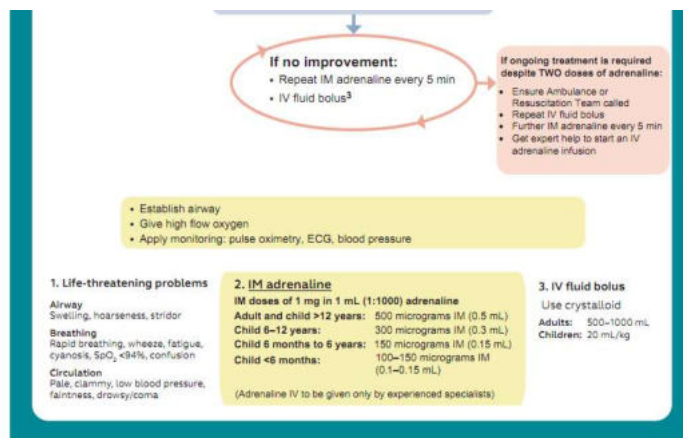 If no improvement:
• Repeat IM adrenaline every 5 min
• IV fluid bolus³
If ongoing treatment is required
despite TWO doses of adrenaline:
• Ensure Ambulance or
Resuscitation Team called
• Repeat IV fluid bolus
• Further IM adrenaline every 5 min
• Get expert help to start an IV
adrenaline infusion
• Establish airway
• Give high flow oxygen
• Apply monitoring: pulse oximetry, ECG, blood pressure
1. Life-threatening problems
Airway
Swelling, hoarseness, stridor
Breathing
Rapid breathing, wheeze, fatigue,
cyanosis, SpO₂ <94%, confusion
Circulation
Pale, clammy, low blood pressure,
faintness, drowsy/coma
2. IM adrenaline
IM doses of 1 mg in 1 mL (1:1000) adrenaline
Adult and child >12 years: 500 micrograms IM (0.5 mL)
Child 6–12 years: 300 micrograms IM (0.3 mL)
Child 6 months to 6 years: 150 micrograms IM (0.15 mL)
Child <6 months: 100–150 micrograms IM
(0.1–0.15 mL)
(Adrenaline IV to be given only by experienced specialists)
3. IV fluid bolus
Use crystalloid
Adults: 500–1000 mL
Children: 20 mL/kg